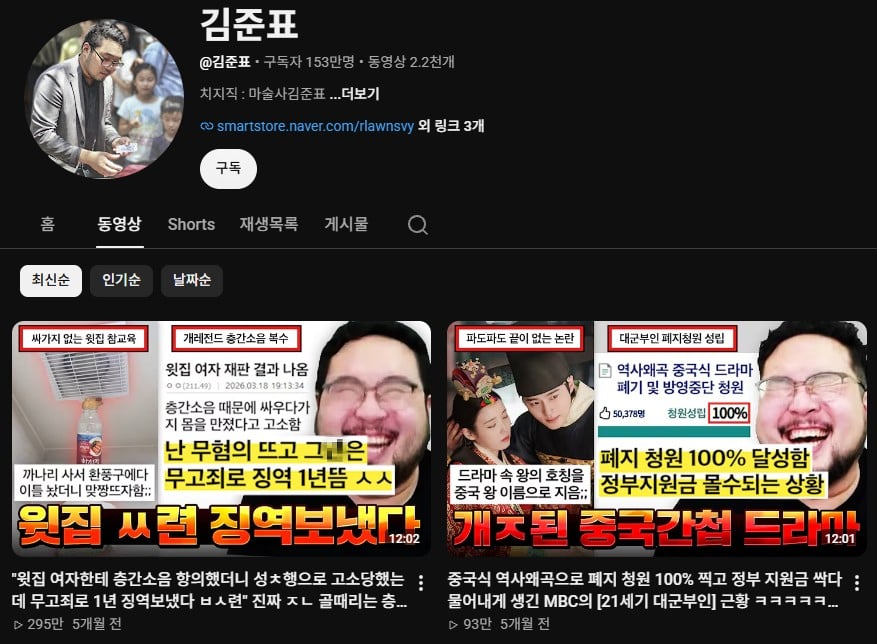 김준표
@김준표 • 구독자 153만명 • 동영상 2.2천개
치지직 : 마술사김준표 ...더보기
smartstore.naver.com/rlawnsvy 외 링크 3개
구독
홈 동영상 Shorts 재생목록 게시물
최신순 인기순 날짜순
싸가지 없는 윗집 참교육
개레전드 층간소음 복수
윗집 여자 재판 결과 나옴
ㅇㅇ(211.49) | 2026.03.18 19:13:34
층간소음 때문에 싸우다가
지 몸을 만졌다고 고소함
난 무혐의 뜨고 그 은
무고죄로 징역 1년뜸 ㅅㅅ
까나리 사서 환풍구에다
이틀 놨더니 맞짱뜨자함;;
윗집 ㅆ련 징역보냈다
12:02
"윗집 여자한테 층간소음 항의했더니 성ㅊ행으로 고소당했는
데 무고죄로 1년 징역보냈다 ㅂㅅ련" 진짜 ㅈㄴ 골때리는 층...
295만 5개월 전
파도파도 끝이 없는 논란
대군부인 폐지청원 성립
역사왜곡 중국식 드라마
폐기 및 방영중단 청원
50,378명 청원성립 100%
폐지 청원 100% 달성함
정부지원금 몰수되는 상황
드라마 속 왕의 호칭을
중국 왕 이름으로 지음;;
개ㅈ된 중국간첩 드라마
12:01
중국식 역사왜곡으로 폐지 청원 100% 찍고 정부 지원금 싹다
물어내게 생긴 MBC의 [21세기 대군부인] 근황 ㅋㅋㅋㅋㅋ...
93만 5개월 전